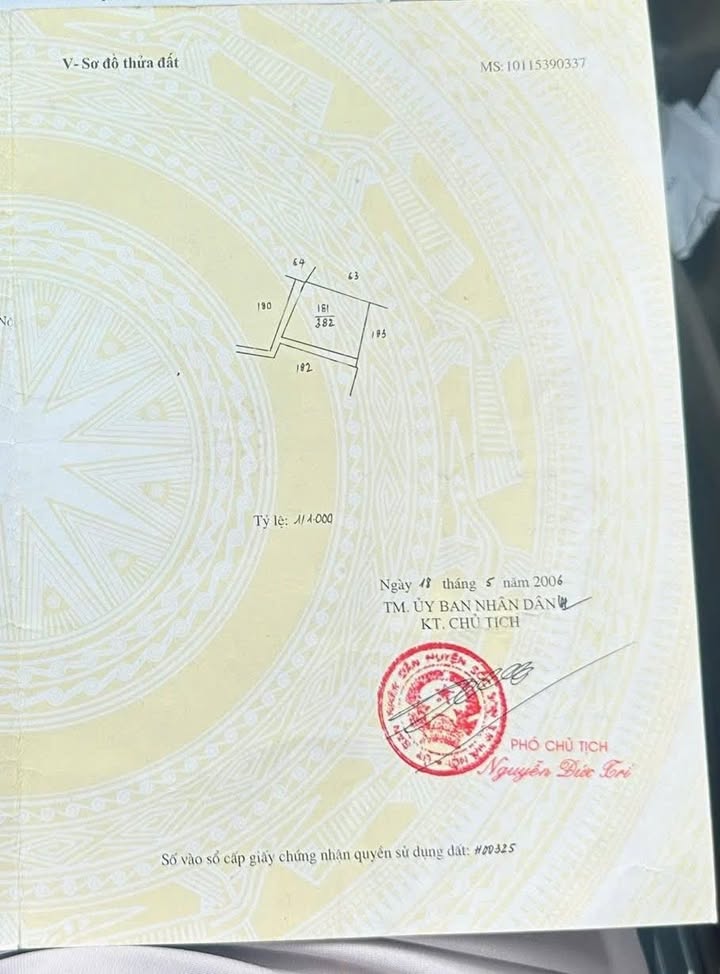 V- Sơ đồ thửa đất
MS: 10115390337
64
63
180
181
382
183
182
Tỷ lệ: 1/1.000
Ngày 18 tháng 5 năm 2006
TM. ỦY BAN NHÂN DÂN
KT. CHỦ TỊCH
PHÓ CHỦ TỊCH
Nguyễn Đức Trí
Số vào sổ cấp giấy chứng nhận quyền sử dụng đất: H00325